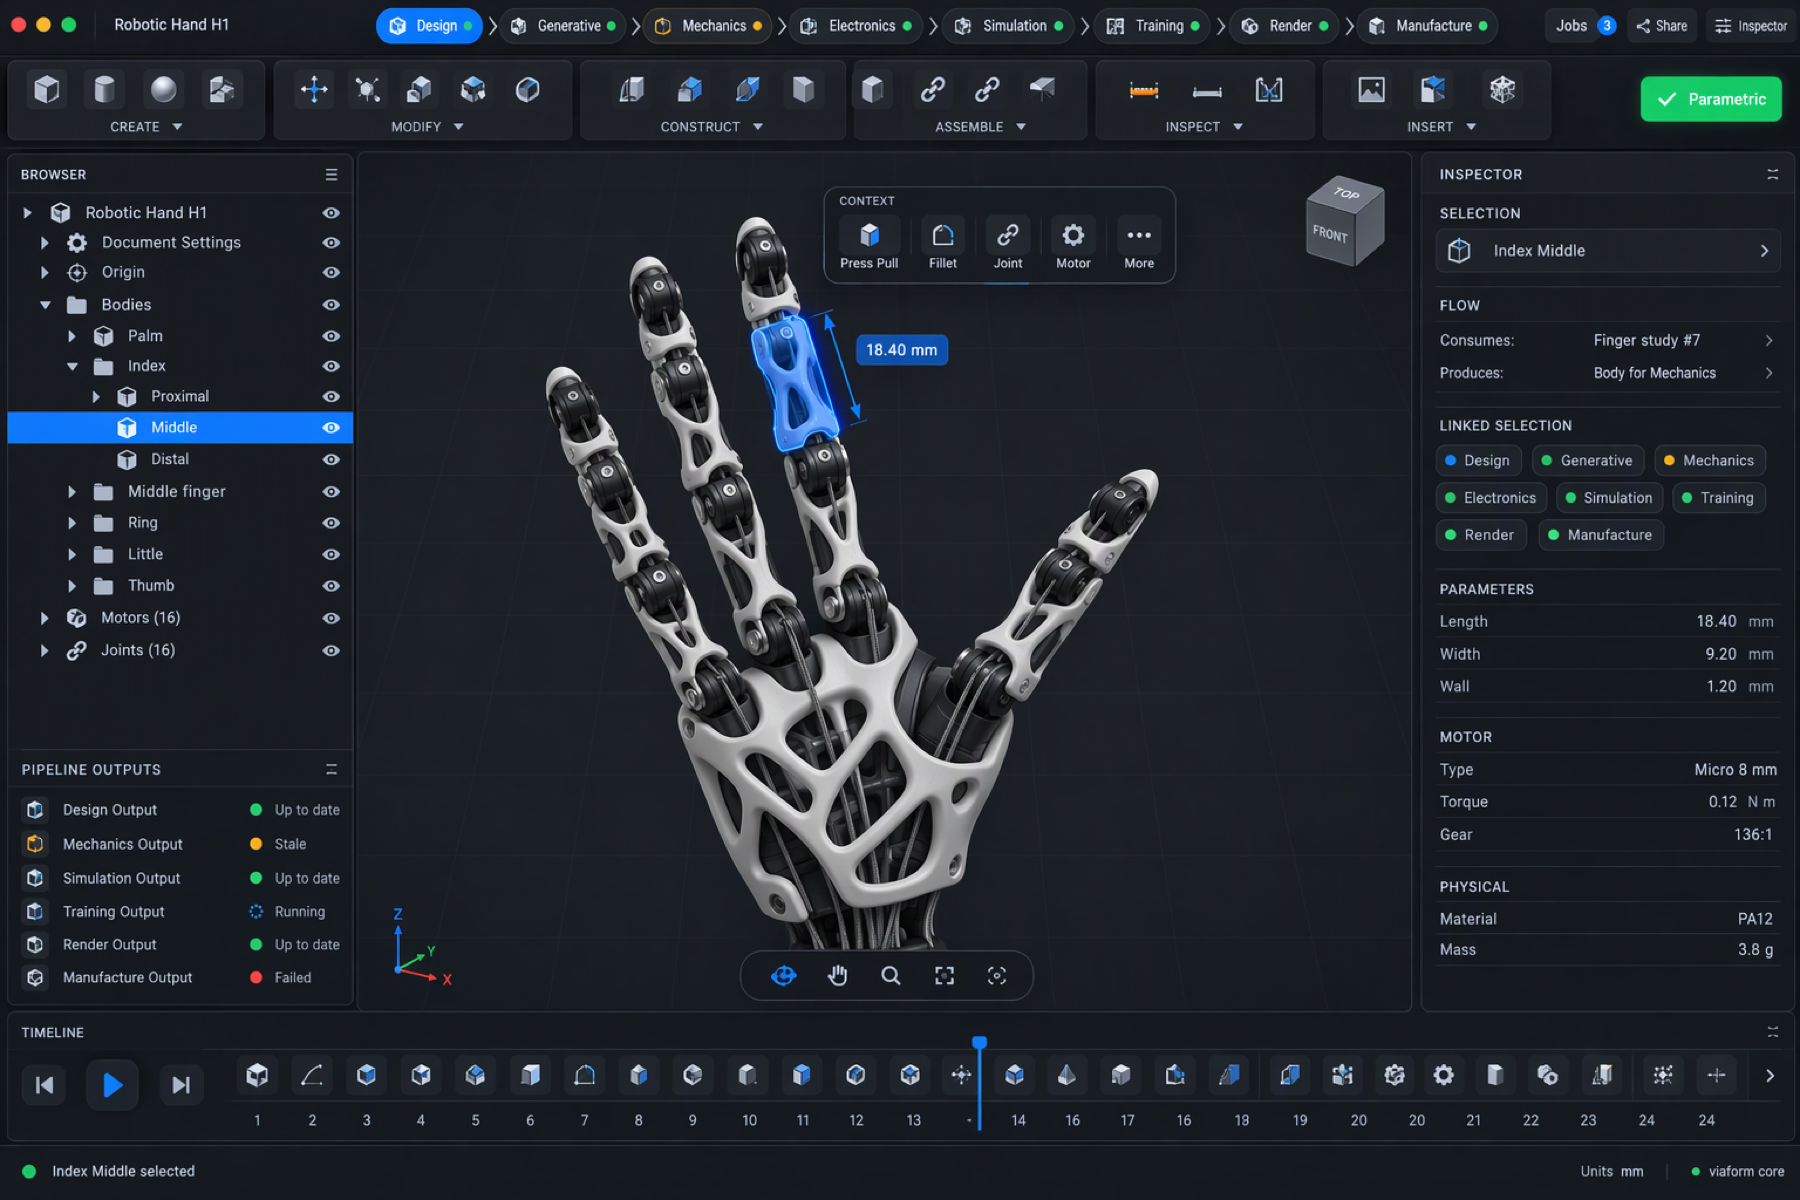 Robotic Hand H1
Design
Generative
Mechanics
Electronics
Simulation
Training
Render
Manufacture
Jobs 3
Share
Inspector
CREATE
MODIFY
CONSTRUCT
ASSEMBLE
INSPECT
INSERT
Parametric
BROWSER
Robotic Hand H1
Document Settings
Origin
Bodies
Palm
Index
Proximal
Middle
Distal
Middle finger
Ring
Little
Thumb
Motors (16)
Joints (16)
PIPELINE OUTPUTS
Design Output Up to date
Mechanics Output Stale
Simulation Output Up to date
Training Output Running
Render Output Up to date
Manufacture Output Failed
CONTEXT
Press Pull Fillet Joint Motor More
18.40 mm
TOP
FRONT
Z
Y
X
INSPECTOR
SELECTION
Index Middle
FLOW
Consumes: Finger study #7
Produces: Body for Mechanics
LINKED SELECTION
Design Generative Mechanics
Electronics Simulation Training
Render Manufacture
PARAMETERS
Length 18.40 mm
Width 9.20 mm
Wall 1.20 mm
MOTOR
Type Micro 8 mm
Torque 0.12 N m
Gear 136:1
PHYSICAL
Material PA12
Mass 3.8 g
TIMELINE
1 2 3 4 5 6 7 8 9 10 11 12 13 14 16 17 16 18 19 20 20 21 22 23 24 24
Index Middle selected
Units mm
viaform core